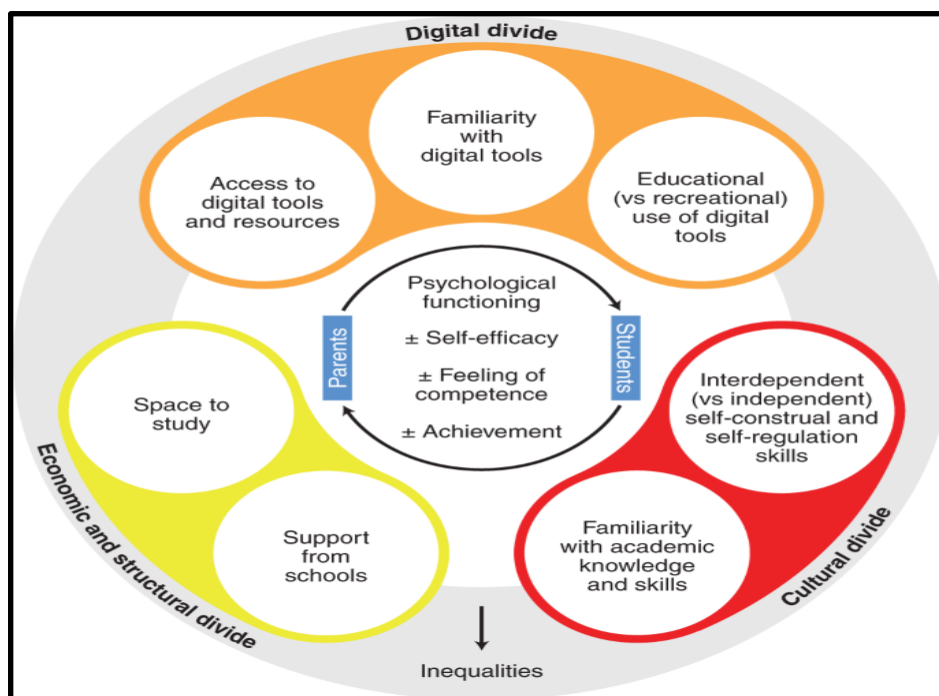 Digital divide
Familiarity
with
digital tools
Access to
digital tools
and resources
Educational
(vs recreational)
use of digital
tools
Psychological
functioning
± Self-efficacy
± Feeling of
competence
± Achievement
Parents
Students
Space to
study
Support
from
schools
Economic and structural divide
Interdependent
(vs independent)
self-construal and
self-regulation
skills
Familiarity
with academic
knowledge
and skills
Cultural divide
Inequalities